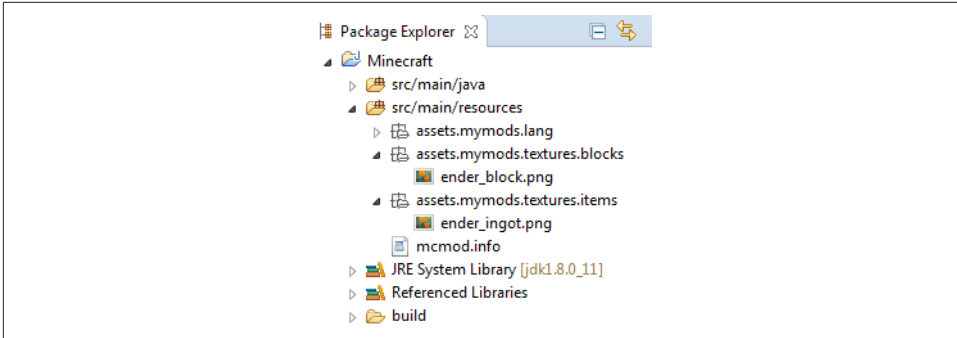 Package Explorer
Minecraft
src/main/java
src/main/resources
assets.mymods.lang
assets.mymods.textures.blocks
ender_block.png
assets.mymods.textures.items
ender_ingot.png
mcmod.info
JRE System Library [jdk1.8.0_11]
Referenced Libraries
build